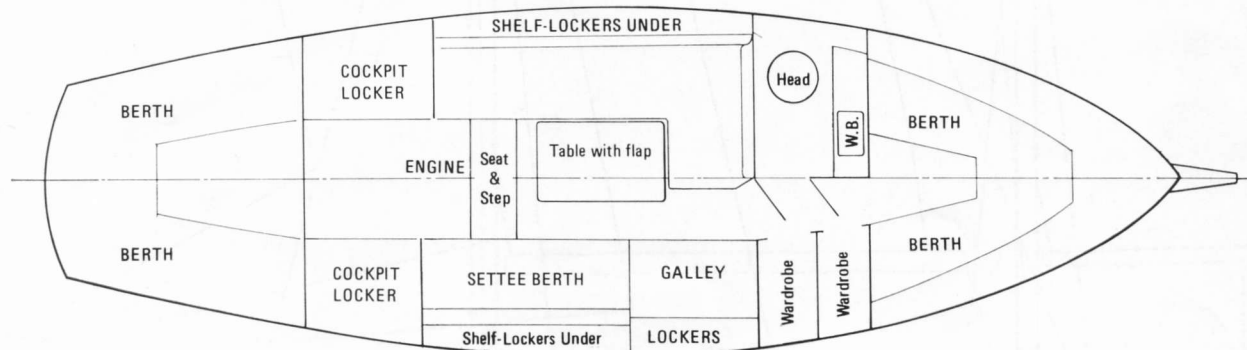 SHELF-LOCKERS UNDER
COCKPIT
LOCKER
Head
BERTH
BERTH
W.B.
ENGINE
Seat
&
Step
Table with flap
BERTH
BERTH
COCKPIT
LOCKER
SETTEE BERTH
GALLEY
Wardrobe
Wardrobe
Shelf-Lockers Under
LOCKERS